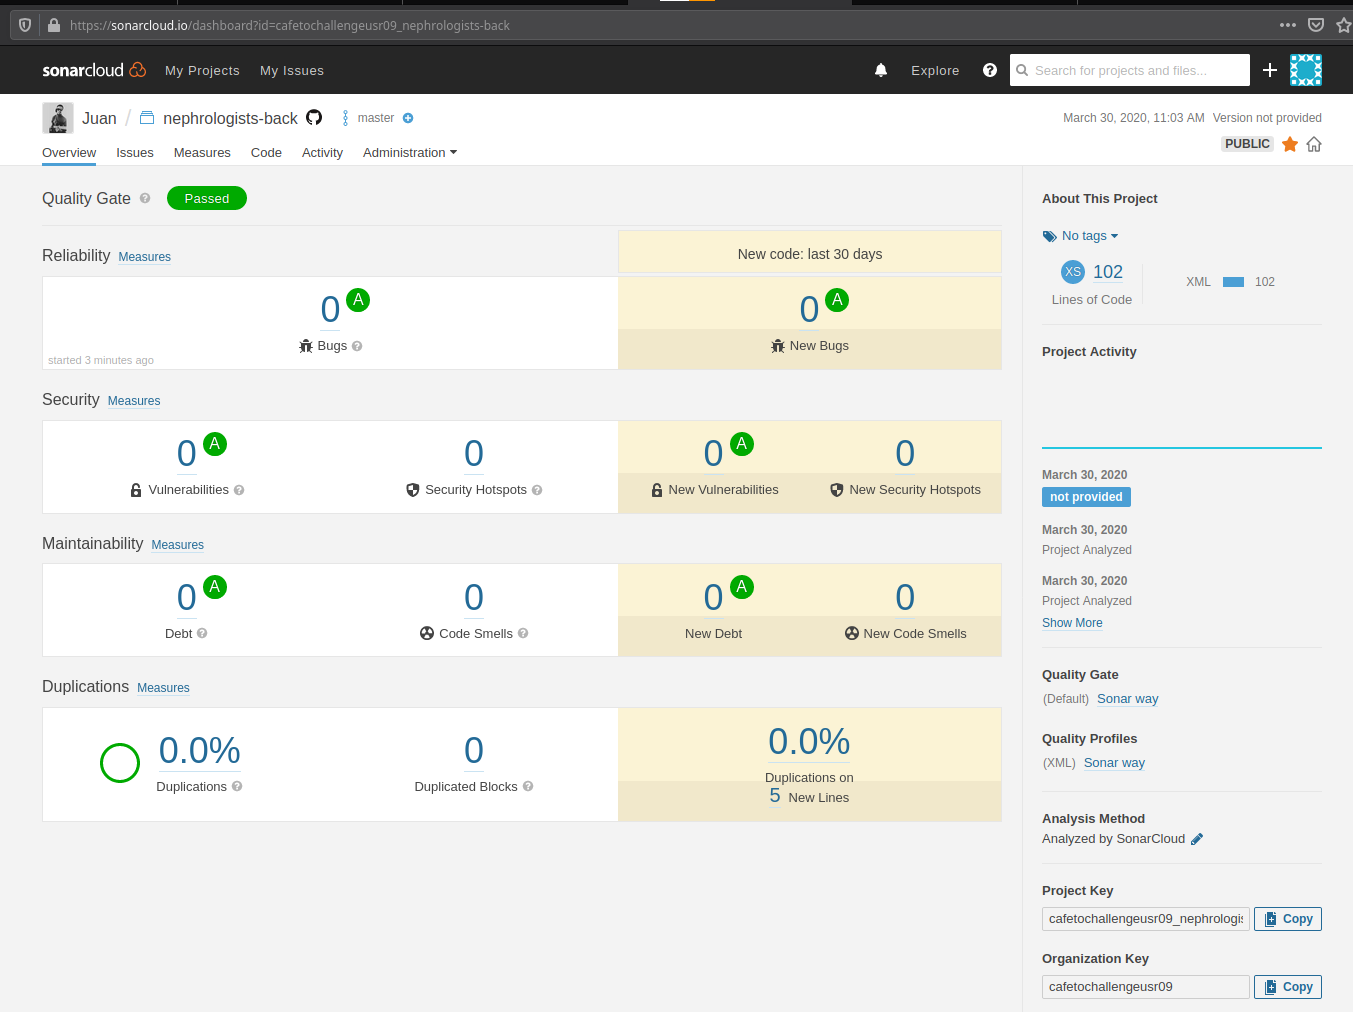 https://sonarcloud.io/dashboard?id=cafetochallengeusr09_nephrologists-back
sonarcloud My Projects My Issues Explore Search for projects and files...
Juan / nephrologists-back master March 30, 2020, 11:03 AM Version not provided
PUBLIC
Overview Issues Measures Code Activity Administration
Quality Gate Passed
Reliability Measures
New code: last 30 days
0 A
Bugs
started 3 minutes ago
0 A
New Bugs
Security Measures
0 A
Vulnerabilities
0
Security Hotspots
0 A
New Vulnerabilities
0
New Security Hotspots
Maintainability Measures
0 A
Debt
0
Code Smells
0 A
New Debt
0
New Code Smells
Duplications Measures
0.0%
Duplications
0
Duplicated Blocks
0.0%
Duplications on
5 New Lines
About This Project
No tags
XS 102
Lines of Code
XML 102
Project Activity
March 30, 2020
not provided
March 30, 2020
Project Analyzed
March 30, 2020
Project Analyzed
Show More
Quality Gate
(Default) Sonar way
Quality Profiles
(XML) Sonar way
Analysis Method
Analyzed by SonarCloud
Project Key
cafetochallengeusr09_nephrologis Copy
Organization Key
cafetochallengeusr09 Copy